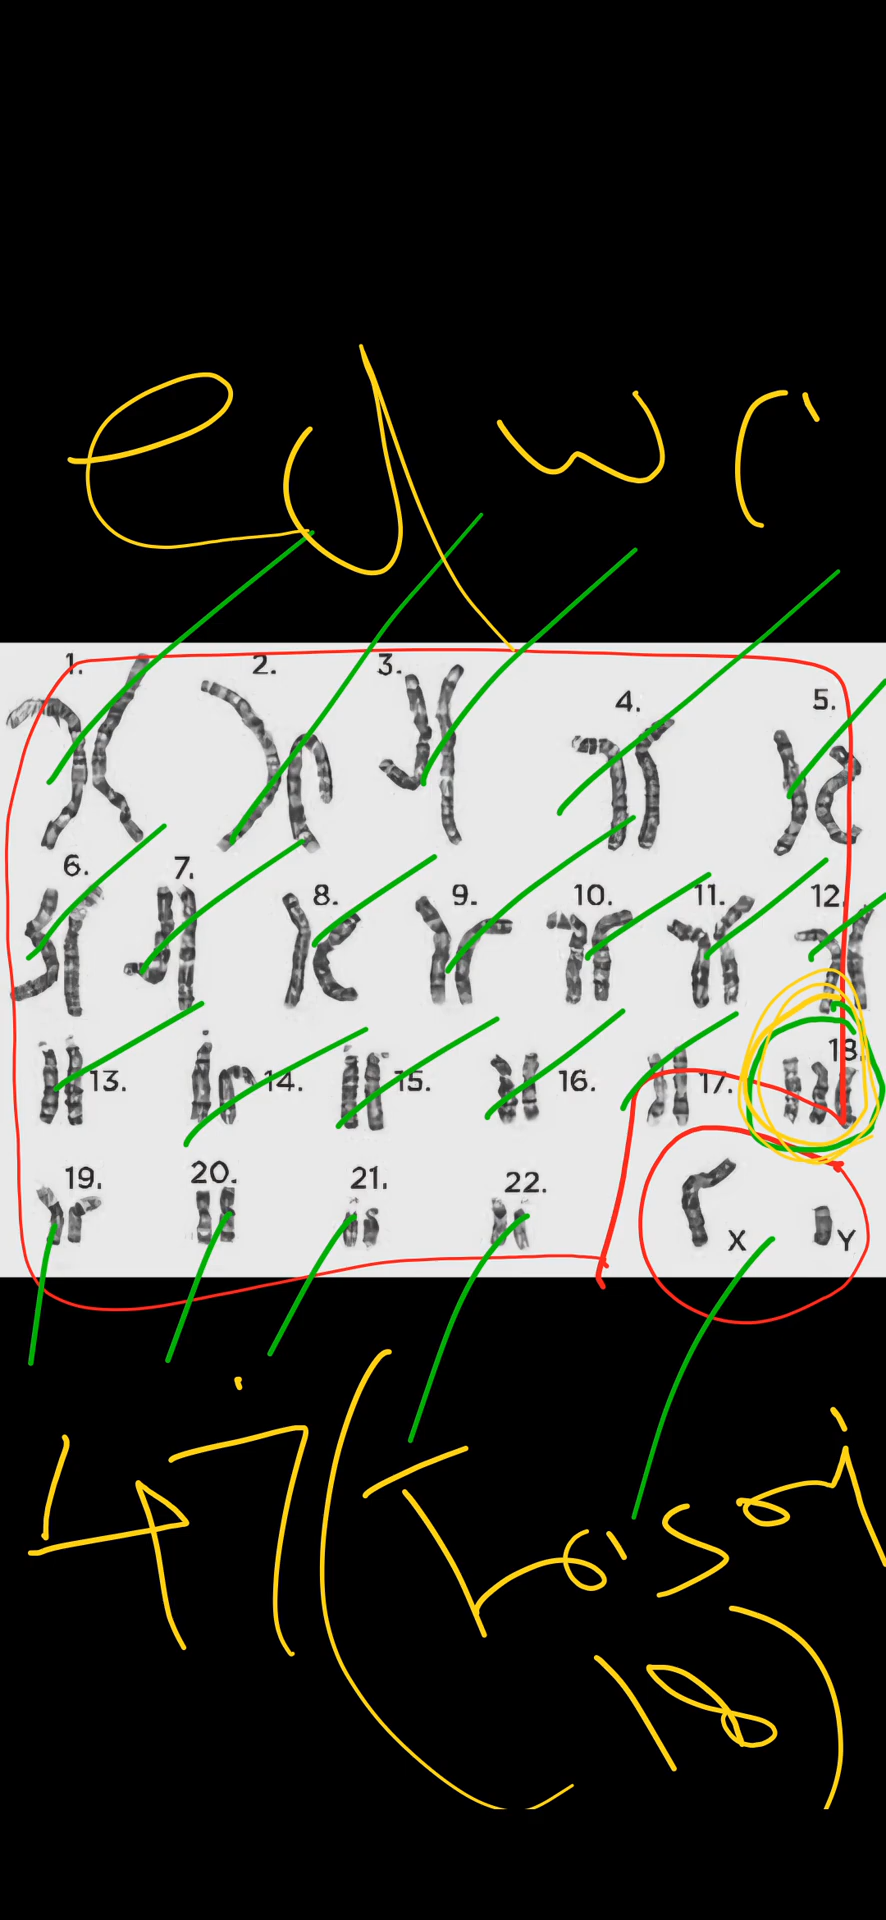 edwr
1. 2. 3. 4. 5.
6. 7. 8. 9. 10. 11. 12.
13. 14. 15. 16. 17. 18.
19. 20. 21. 22. X Y
47 (
18)